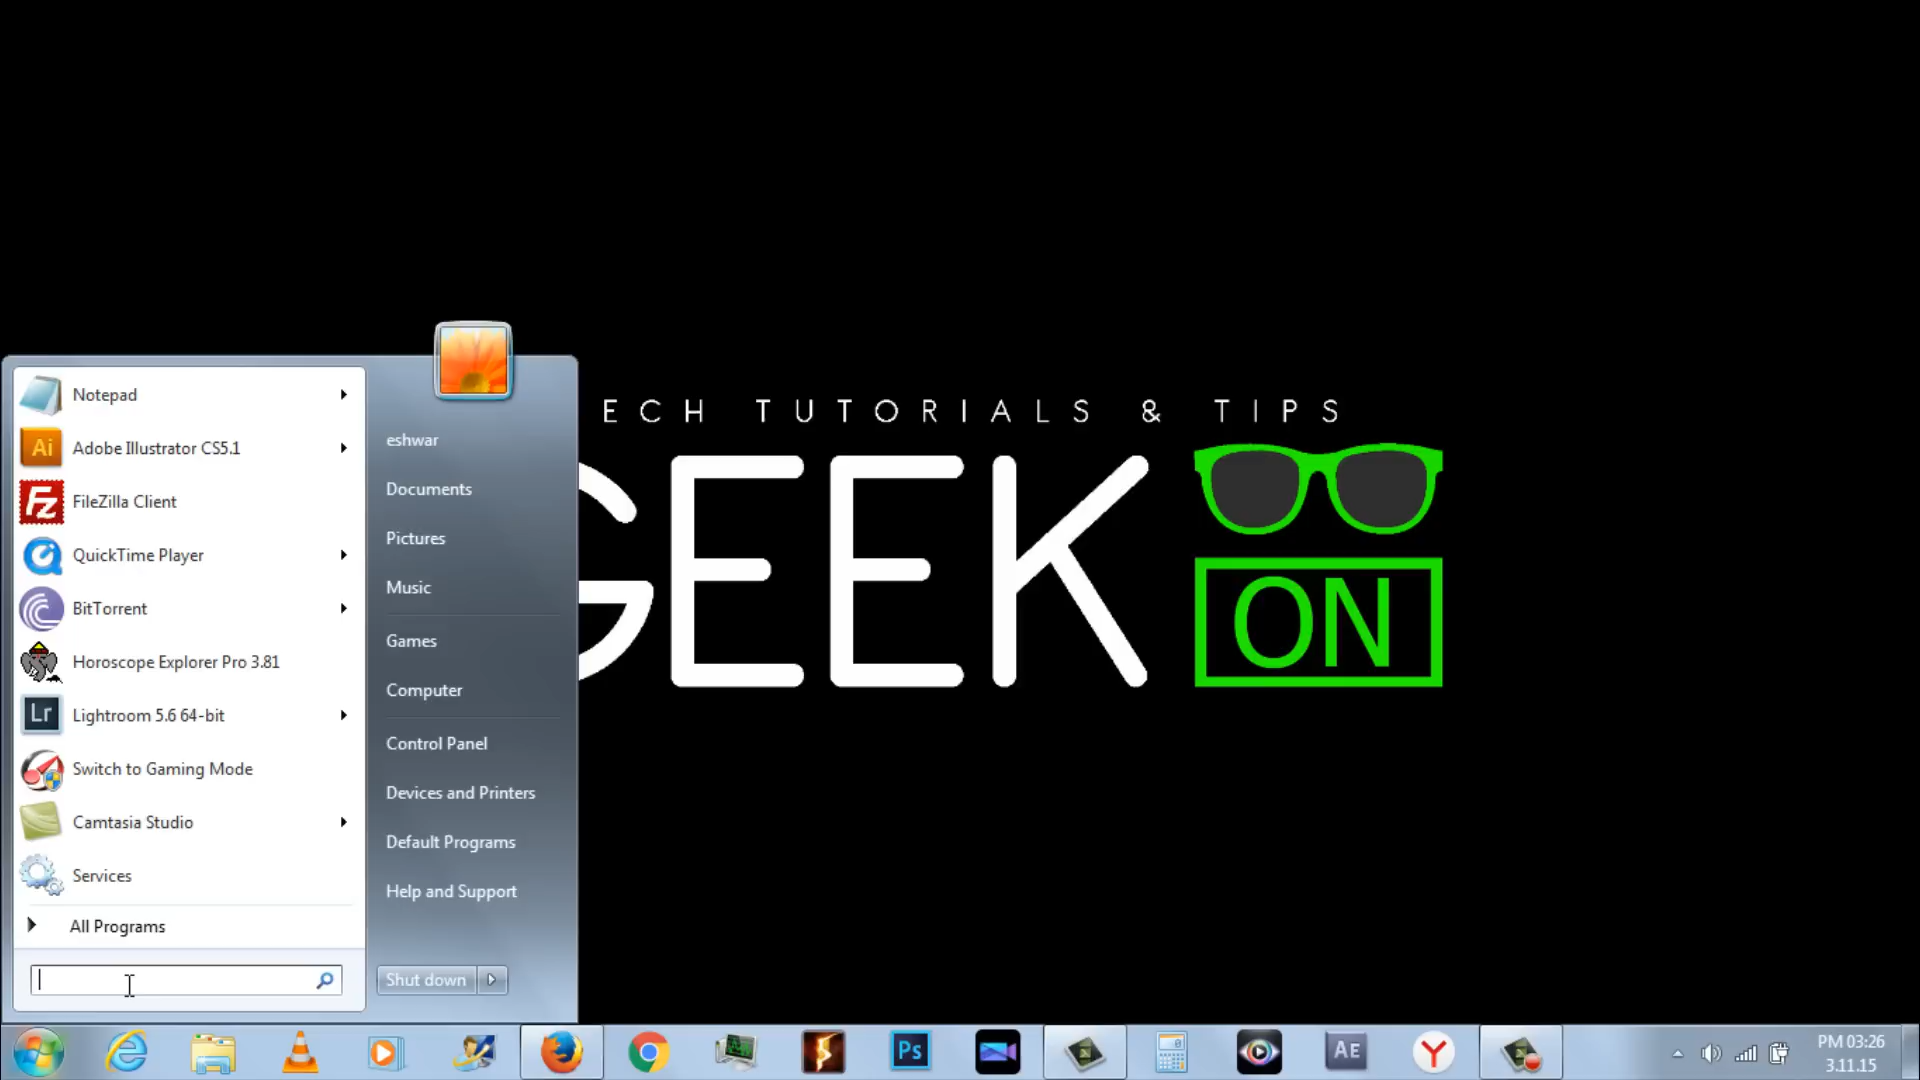 ECH TUTORIALS & TIPS
GEEK
ON
Notepad
Ai
Adobe Illustrator CS5.1
Fz
FileZilla Client
QuickTime Player
BitTorrent
Horoscope Explorer Pro 3.81
Lr
Lightroom 5.6 64-bit
Switch to Gaming Mode
Camtasia Studio
Services
All Programs
eshwar
Documents
Pictures
Music
Games
Computer
Control Panel
Devices and Printers
Default Programs
Help and Support
Shut down
Ps
AE
Y
PM 03:26
3.11.15